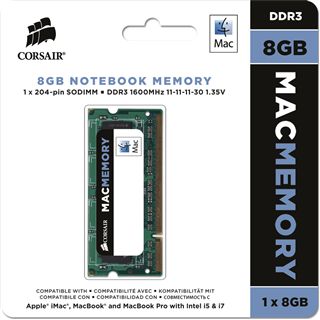 CORSAIR
Mac
DDR3
8GB
8GB NOTEBOOK MEMORY
1 x 204-pin SODIMM ■ DDR3 1600MHz 11-11-11-30 1.35V
Mac
MACMEMORY
CORSAIR
MACMEMORY
COMPATIBLE WITH • COMPATIBILITÉ AVEC • KOMPATIBILITÄT MIT
COMPATIBILE CON • COMPATIBILIDAD CON • СОВМЕСТИМОСТЬ С
Apple® iMac, MacBook® and MacBook® Pro with Intel i5 & i7
1 x 8GB